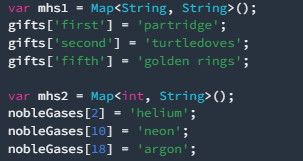 var mhs1 = Map<String, String>();
gifts['first'] = 'partridge';
gifts['second'] = 'turtledoves';
gifts['fifth'] = 'golden rings';
var mhs2 = Map<int, String>();
nobleGases[2] = 'helium';
nobleGases[10] = 'neon';
nobleGases[18] = 'argon';